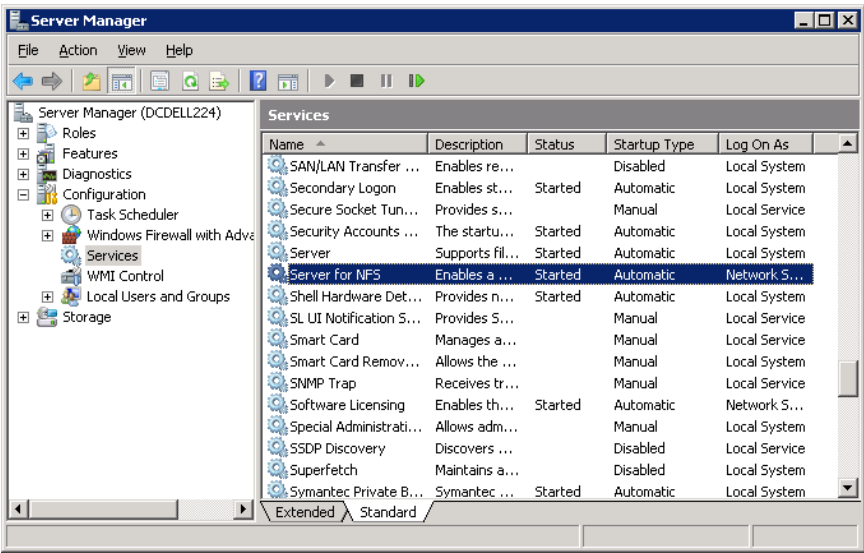 Server Manager
File Action View Help
Server Manager (DCDELL224)
Roles
Features
Diagnostics
Configuration
Task Scheduler
Windows Firewall with Adva
Services
WMI Control
Local Users and Groups
Storage
Services
Name Description Status Startup Type Log On As
SAN/LAN Transfer ... Enables re... Disabled Local System
Secondary Logon Enables st... Started Automatic Local System
Secure Socket Tun... Provides s... Manual Local Service
Security Accounts ... The startu... Started Automatic Local System
Server Supports fil... Started Automatic Local System
Server for NFS Enables a ... Started Automatic Network S...
Shell Hardware Det... Provides n... Started Automatic Local System
SL UI Notification S... Provides S... Manual Local Service
Smart Card Manages a... Manual Local Service
Smart Card Remov... Allows the ... Manual Local System
SNMP Trap Receives tr... Manual Local Service
Software Licensing Enables th... Started Automatic Network S...
Special Administrati... Allows adm... Manual Local System
SSDP Discovery Discovers ... Disabled Local Service
Superfetch Maintains a... Disabled Local System
Symantec Private B... Symantec ... Started Automatic Local System
Extended Standard